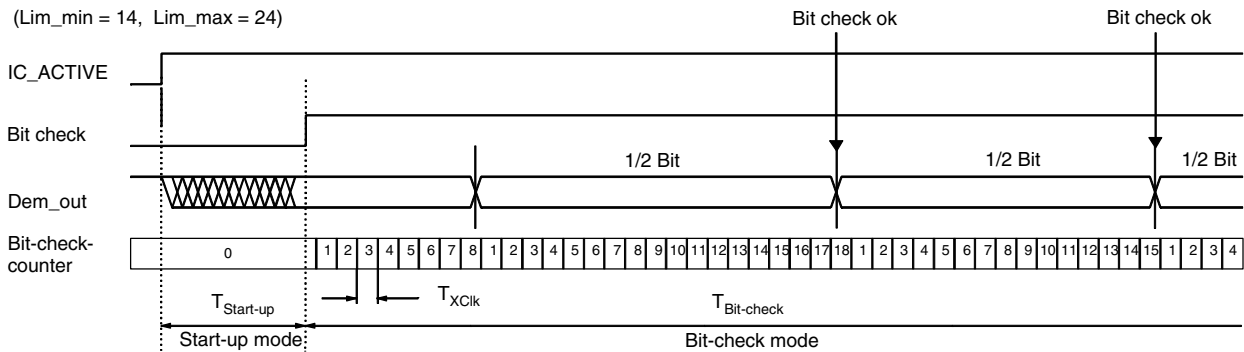 (Lim_min = 14, Lim_max = 24)
Bit check ok
Bit check ok
IC_ACTIVE
Bit check
1/2 Bit
1/2 Bit
1/2 Bit
Dem_out
Bit-check-
counter
0 1 2 3 4 5 6 7 8 1 2 3 4 5 6 7 8 9 10 11 12 13 14 15 16 17 18 1 2 3 4 5 6 7 8 9 10 11 12 13 14 15 1 2 3 4
TStart-up
TXClk
TBit-check
Start-up mode
Bit-check mode